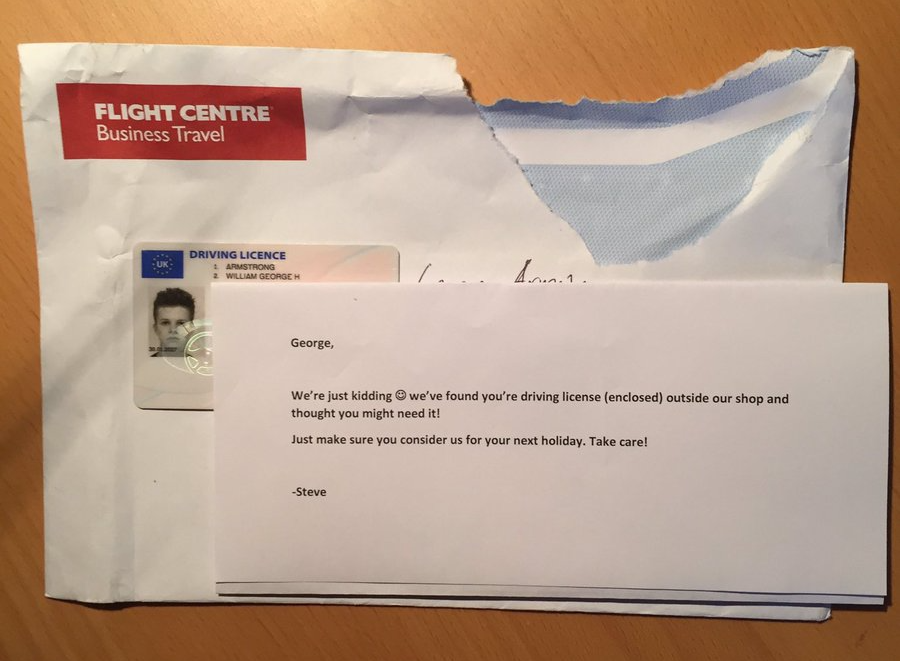 FLIGHT CENTRE
Business Travel
UK
DRIVING LICENCE
1. ARMSTRONG
2. WILLIAM GEORGE H
George,
We're just kidding ☺ we've found you're driving license (enclosed) outside our shop and
thought you might need it!
Just make sure you consider us for your next holiday. Take care!
-Steve